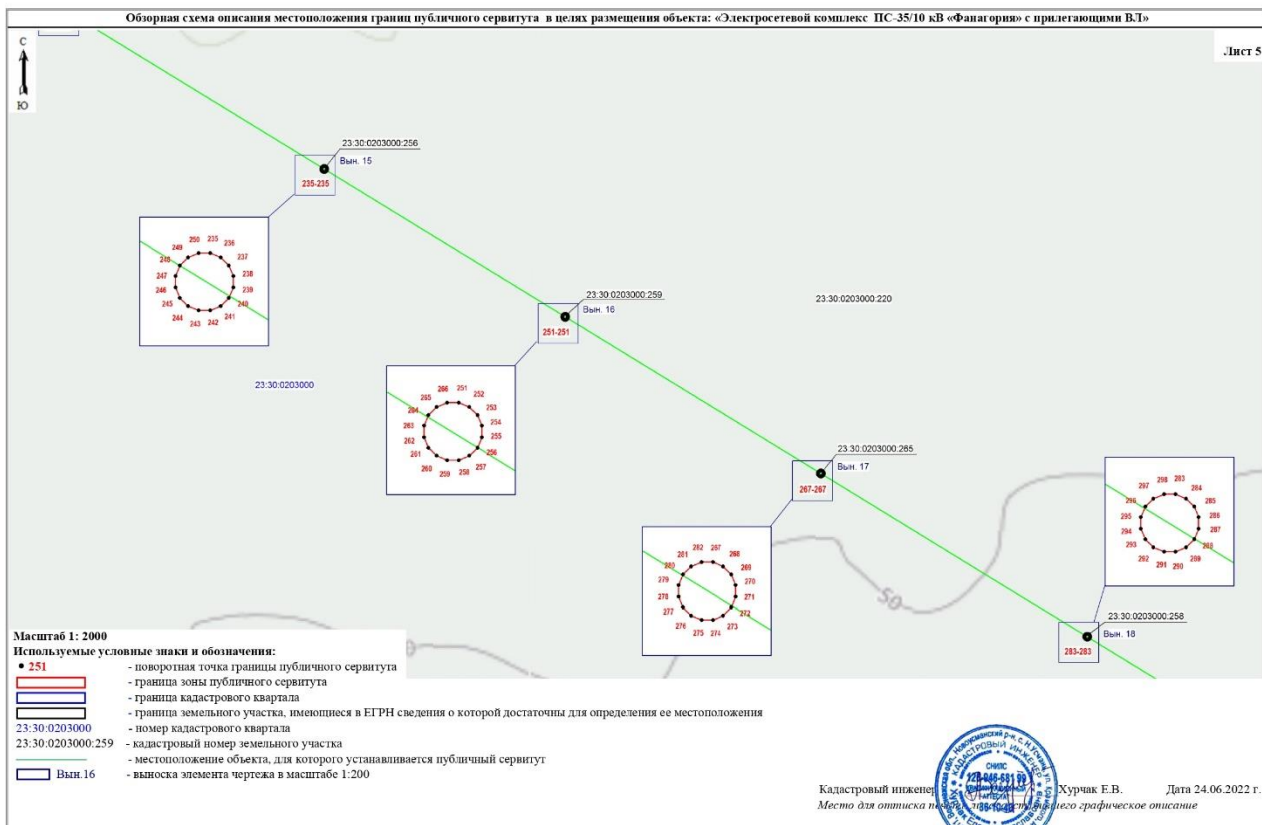 Обзорная схема описания местоположения границ публичного сервитута в целях размещения объекта: «Электросетевой комплекс ПС-35/10 кВ «Фанагория» с прилегающими ВЛ»
Лист 5
С
Ю
23:30:0203000:256
Вын. 15
235-235
250 235 236
249 237
248 238
247 239
246 240
245 241
244 243 242
23:30:0203000:259
Вын. 16
251-251
23:30:0203000:220
23:30:0203000
266 251 252
265 253
264 254
263 255
262 256
261 257
260 259 258
23:30:0203000:265
Вын. 17
267-267
282 267 268
281 269
280 270
279 271
278 272
277 273
276 275 274
298 283 284
297 285
296 286
295 287
294 288
293 289
292 291 290
23:30:0203000:258
Вын. 18
283-283
50
Масштаб 1: 2000
Используемые условные знаки и обозначения:
251 - поворотная точка границы публичного сервитута
- граница зоны публичного сервитута
- граница кадастрового квартала
- граница земельного участка, имеющиеся в ЕГРН сведения о которой достаточны для определения ее местоположения
23:30:0203000 - номер кадастрового квартала
23:30:0203000:259 - кадастровый номер земельного участка
- местоположение объекта, для которого устанавливается публичный сервитут
Вын.16 - выноска элемента чертежа в масштабе 1:200
Кадастровый инженер Хурчак Е.В. Дата 24.06.2022 г.
Место для оттиска графическое описание
КАДАСТРОВЫЙ ИНЖЕНЕР
СНИЛС